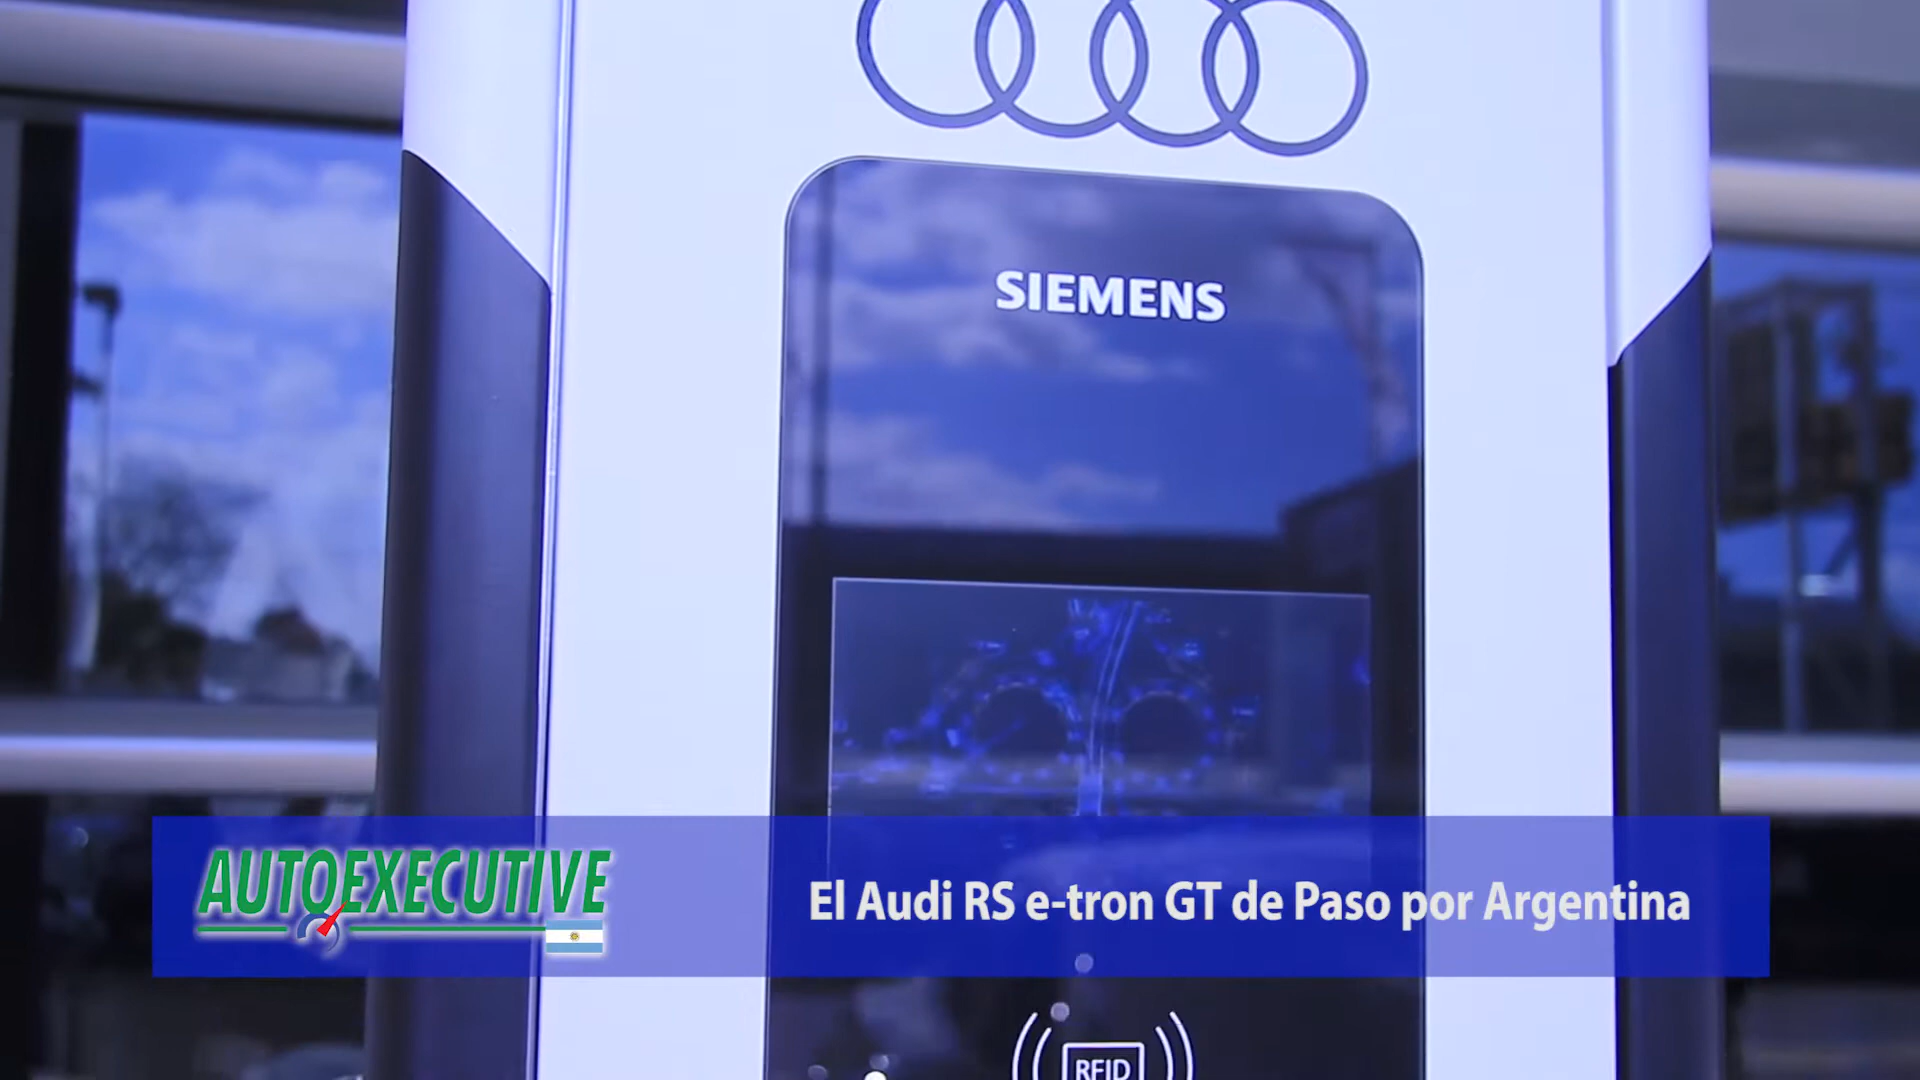 SIEMENS
AUTOEXECUTIVE
El Audi RS e-tron GT de Paso por Argentina
RFID